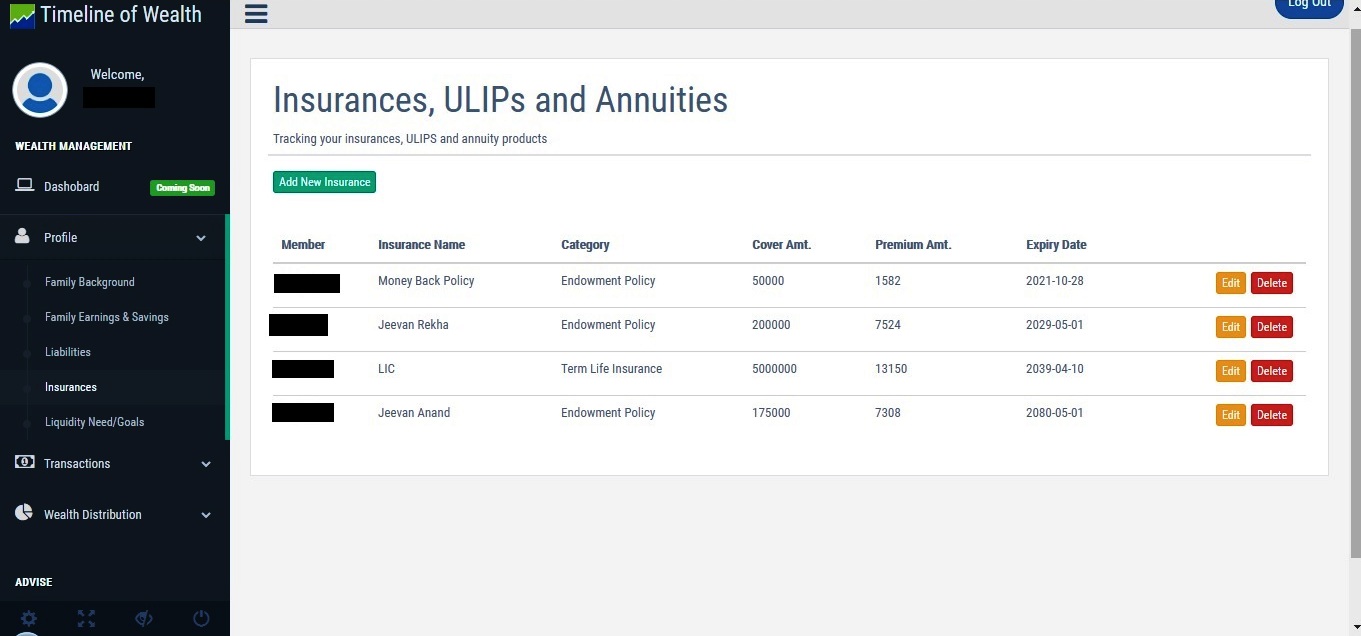 Timeline of Wealth
Log Out
Welcome,
WEALTH MANAGEMENT
Dashobard Coming Soon
Profile
Family Background
Family Earnings & Savings
Liabilities
Insurances
Liquidity Need/Goals
Transactions
Wealth Distribution
ADVISE
Insurances, ULIPs and Annuities
Tracking your insurances, ULIPS and annuity products
Add New Insurance
Member Insurance Name Category Cover Amt. Premium Amt. Expiry Date
Money Back Policy Endowment Policy 50000 1582 2021-10-28 Edit Delete
Jeevan Rekha Endowment Policy 200000 7524 2029-05-01 Edit Delete
LIC Term Life Insurance 5000000 13150 2039-04-10 Edit Delete
Jeevan Anand Endowment Policy 175000 7308 2080-05-01 Edit Delete